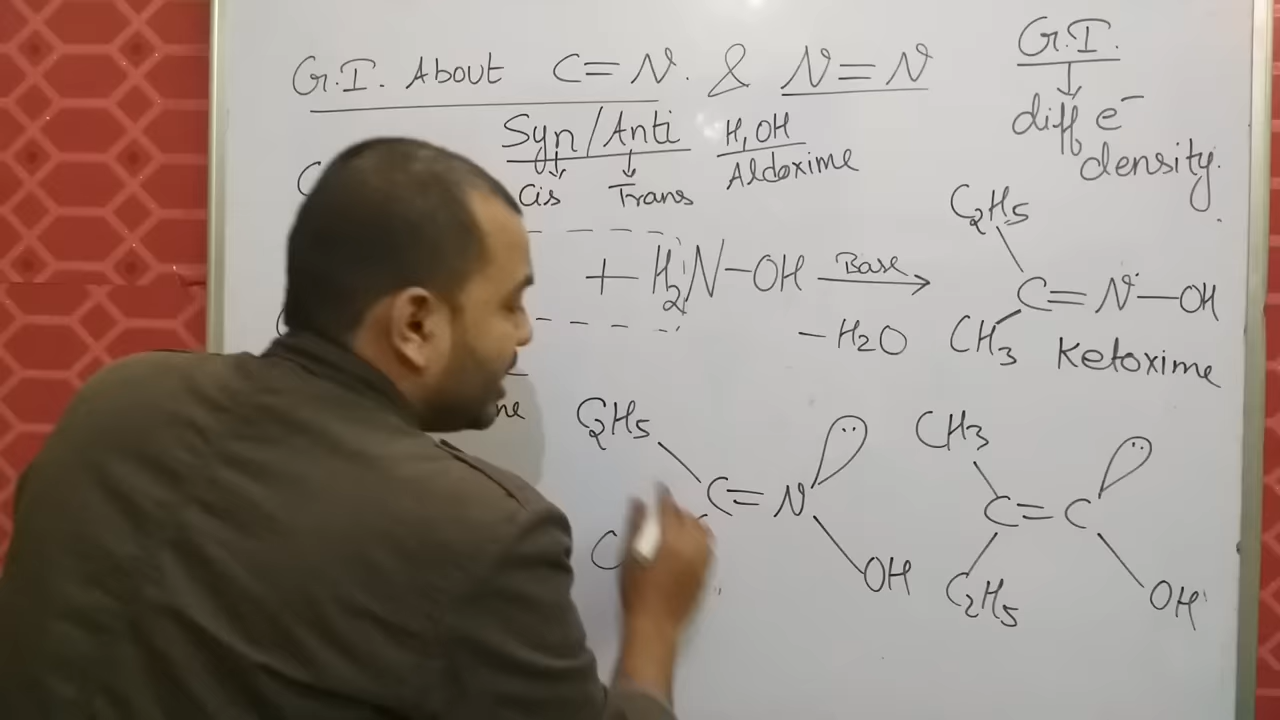 G.I. About C=N. & N=N
G.I.
diff e⁻
density.
Syn/Anti
Cis Trans
H, OH
Aldoxime
+ H₂N-OH Base
-H₂O
C₂H₅
C=N-OH
CH₃ Ketoxime
C₂H₅
C=N
OH
CH₃
C=C
C₂H₅
OH